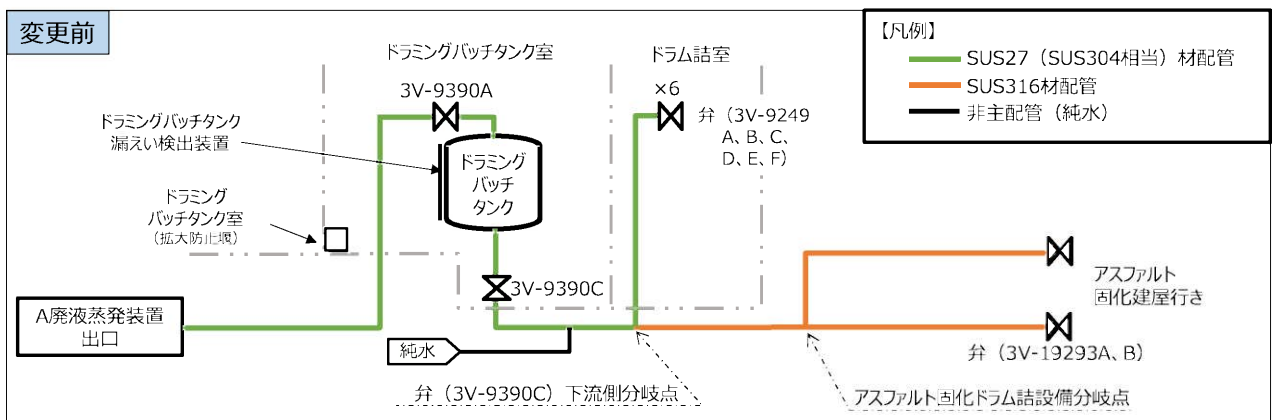 変更前
ドラミングバッチタンク室
ドラム詰室
【凡例】
SUS27（SUS304相当）材配管
SUS316材配管
非主配管（純水）
3V-9390A
×6
弁（3V-9249
A、B、C、
D、E、F）
ドラミングバッチタンク
漏えい検出装置
ドラミング
バッチ
タンク
ドラミング
バッチタンク室
（拡大防止堰）
3V-9390C
アスファルト
固化建屋行き
A廃液蒸発装置
出口
純水
弁（3V-19293A、B）
弁（3V-9390C）下流側分岐点
アスファルト固化ドラム詰設備分岐点